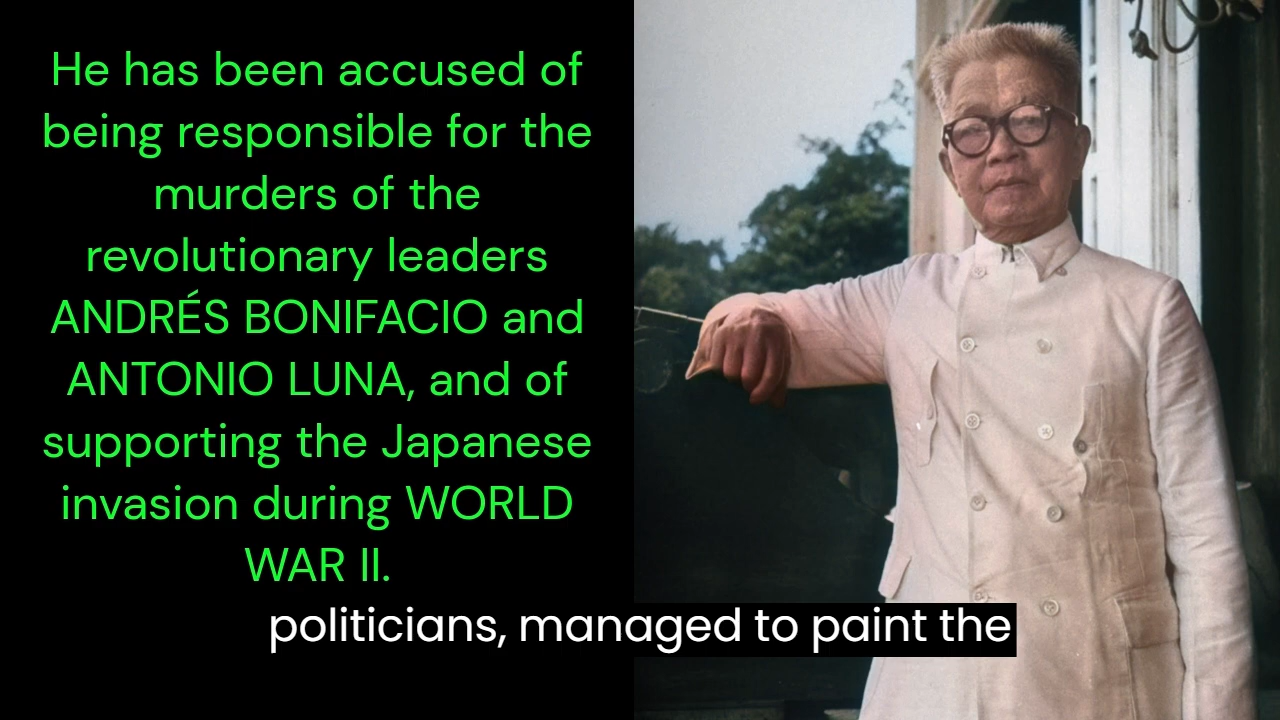 He has been accused of
being responsible for the
murders of the
revolutionary leaders
ANDRÉS BONIFACIO and
ANTONIO LUNA, and of
supporting the Japanese
invasion during WORLD
WAR II.
politicians, managed to paint the